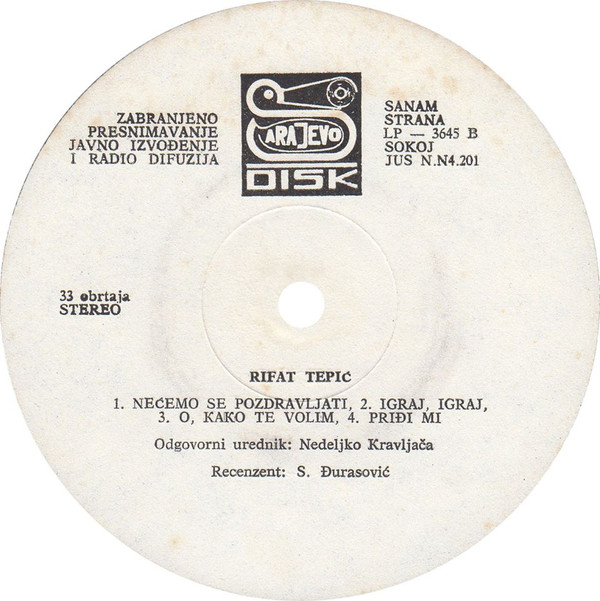 ZABRANJENO
PRESNIMAVANJE
JAVNO IZVOĐENJE
I RADIO DIFUZIJA
SARAJEVO
DISK
SANAM
STRANA
LP — 3645 B
SOKOJ
JUS N.N4.201
33 obrtaja
STEREO
RIFAT TEPIĆ
1. NEĆEMO SE POZDRAVLJATI, 2. IGRAJ, IGRAJ,
3. O, KAKO TE VOLIM, 4. PRIĐI MI
Odgovorni urednik: Nedeljko Kravljača
Recenzent: S. Đurasović